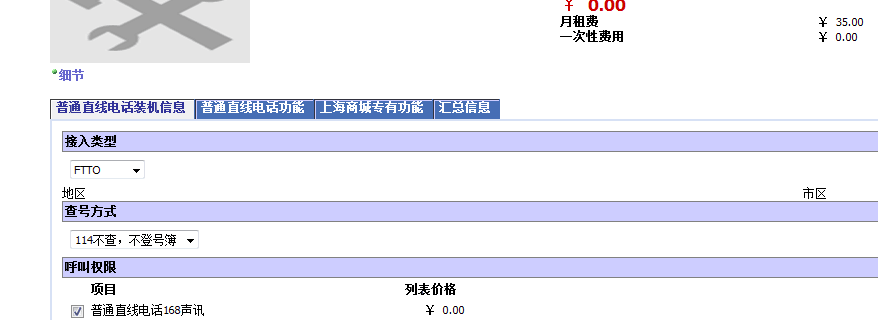 ￥ 0.00
月租费 ￥ 35.00
一次性费用 ￥ 0.00
细节
普通直线电话装机信息 普通直线电话功能 上海商城专有功能 汇总信息
接入类型
FTTO
地区 市区
查号方式
114不查，不登号簿
呼叫权限
项目 列表价格
普通直线电话168声讯 ￥ 0.00